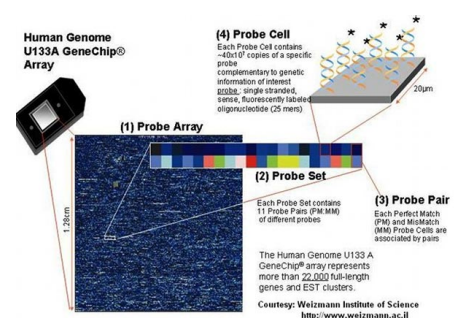 Human Genome
U133A GeneChip®
Array
(4) Probe Cell
Each Probe Cell contains
~40x10⁷ copies of a specific
probe
complementary to genetic
information of interest
probe : single stranded,
sense, fluorescently labeled
oligonucleotide (25 mers)
* * * * *
20µm
(1) Probe Array
(2) Probe Set
Each Probe Set contains
11 Probe Pairs (PM:MM)
of different probes
(3) Probe Pair
Each Perfect Match
(PM) and MisMatch
(MM) Probe Cells are
associated by pairs
1.28cm
The Human Genome U133 A
GeneChip® array represents
more than 22,000 full-length
genes and EST clusters.
Courtesy: Weizmann Institute of Science
http://www.weizmann.ac.il